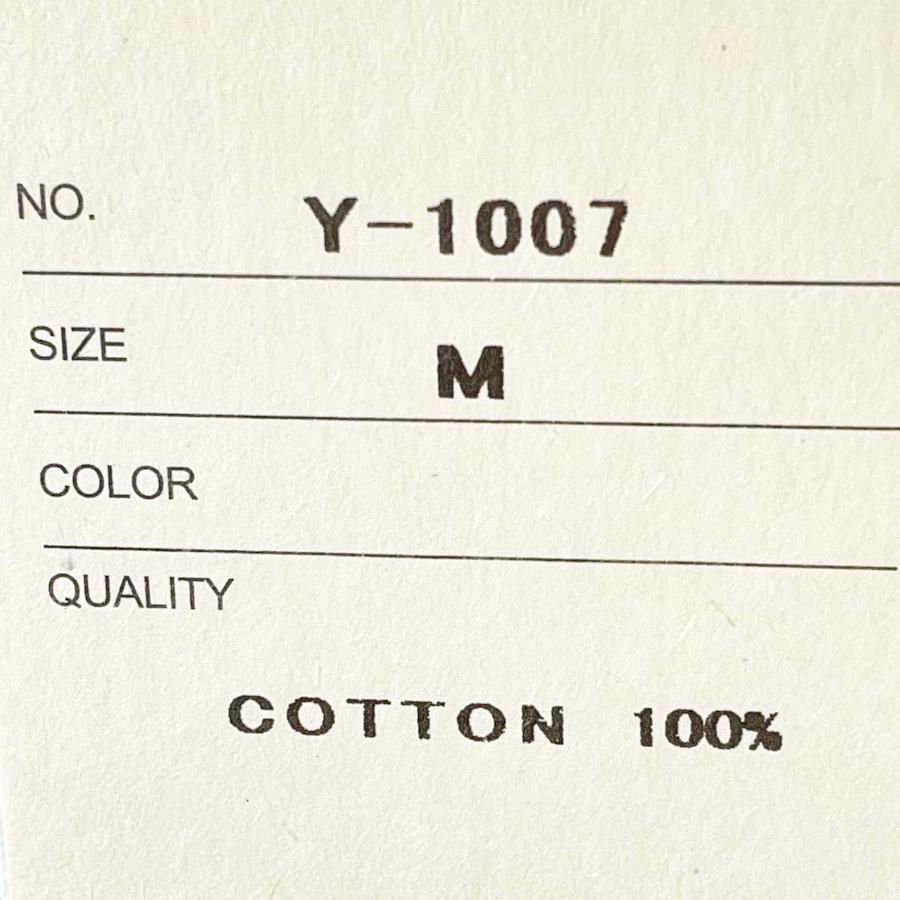 NO. Y-1007
SIZE M
COLOR
QUALITY
COTTON 100%